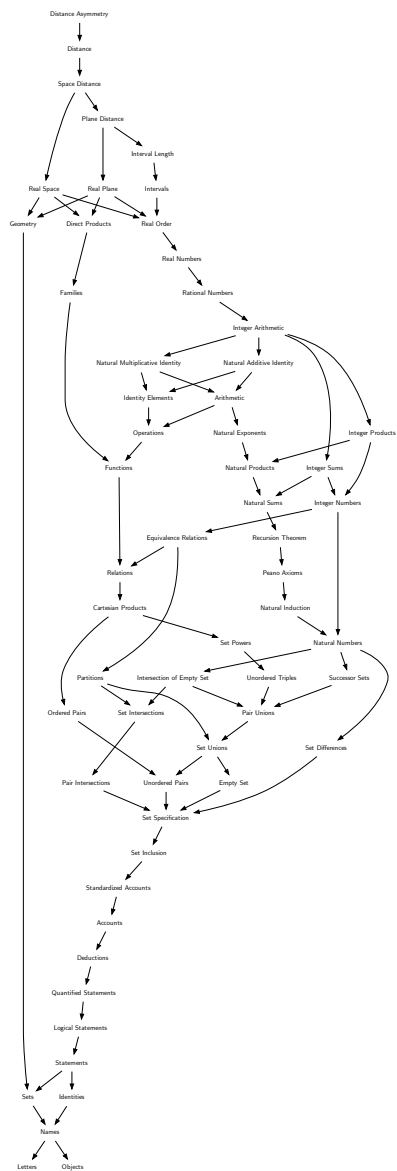 Distance Asymmetry
Distance
Space Distance
Plane Distance
Interval Length
Real Space Real Plane Intervals
Geometry Direct Products Real Order
Real Numbers
Families Rational Numbers
Integer Arithmetic
Natural Multiplicative Identity Natural Additive Identity
Identity Elements Arithmetic
Operations Natural Exponents Integer Products
Functions Natural Products Integer Sums
Natural Sums Integer Numbers
Equivalence Relations Recursion Theorem
Relations Peano Axioms
Cartesian Products Natural Induction
Set Powers Natural Numbers
Partitions Intersection of Empty Set Unordered Triples Successor Sets
Ordered Pairs Set Intersections Pair Unions
Set Unions Set Differences
Pair Intersections Unordered Pairs Empty Set
Set Specification
Set Inclusion
Standardized Accounts
Accounts
Deductions
Quantified Statements
Logical Statements
Statements
Sets Identities
Names
Letters Objects